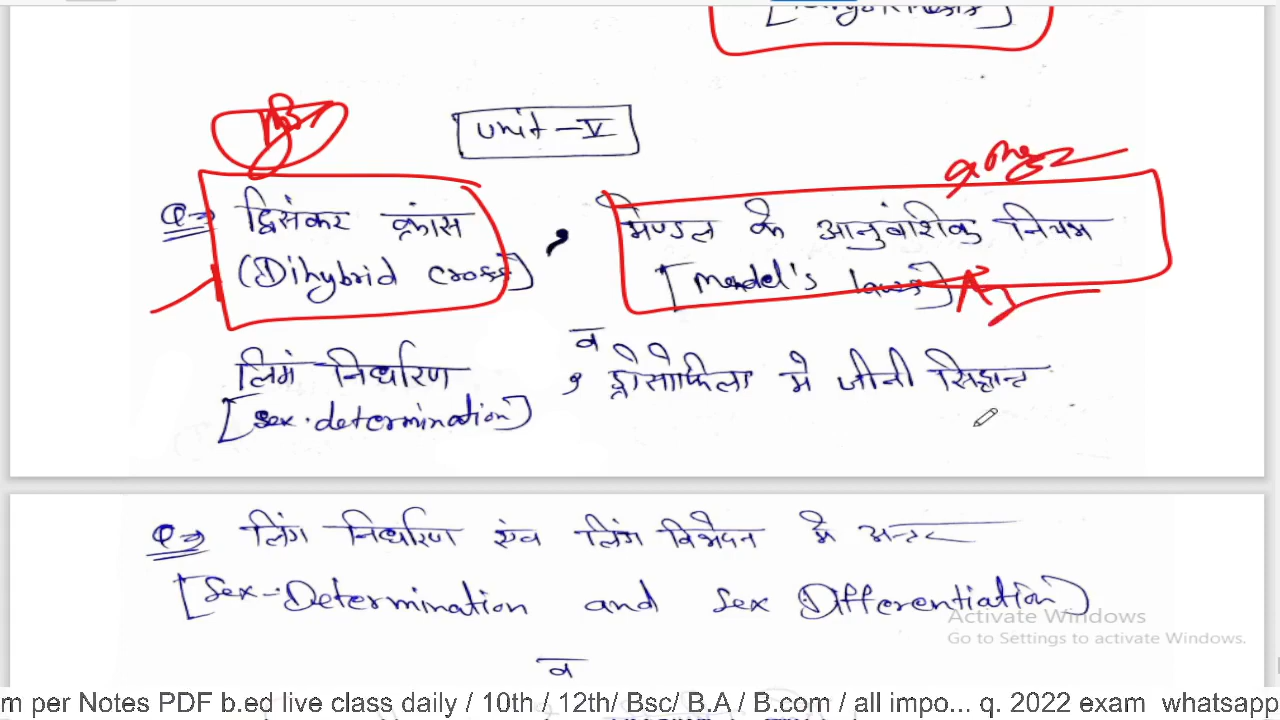 Unit - V
Q⇒ द्विसंकर क्रांस , मेण्डल के आनुवंशिक नियम
(Dihybrid cross) [Mendel's laws]
व
लिगं निर्धारण , ड्रोसोफिला मे जीनी सिद्धान्ट
[sex.determination]
Q⇒ लिंग निर्धारण एंव लिंग विभेदन मे अन्तर
[Sex-Determination and sex Differentiation)
Activate Windows
Go to Settings to activate Windows.
व
m per Notes PDF b.ed live class daily / 10th / 12th/ Bsc/ B.A / B.com / all impo... q. 2022 exam whatsapp